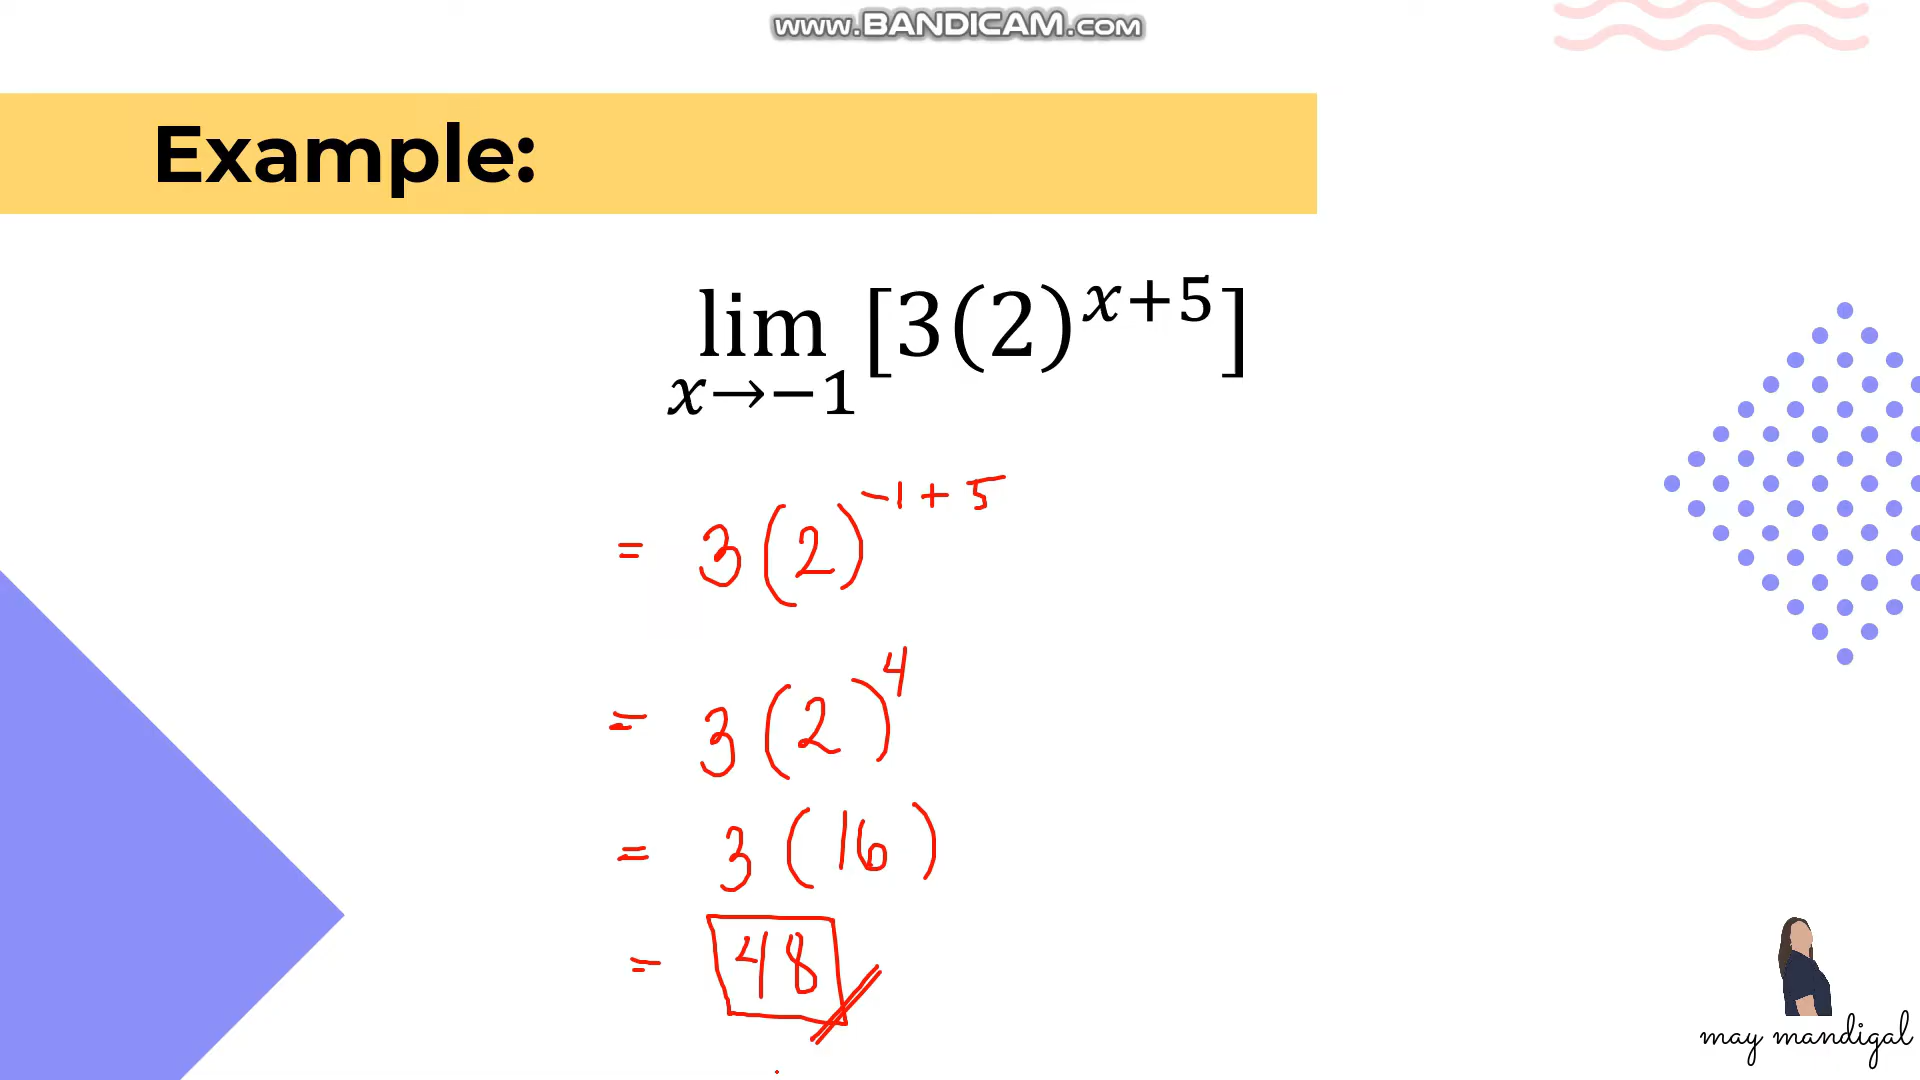 www.BANDICAM.com
Example:
lim [3(2)^{x+5}]
x→−1
= 3(2)^{-1+5}
= 3(2)^4
= 3(16)
= 48
may mandigal